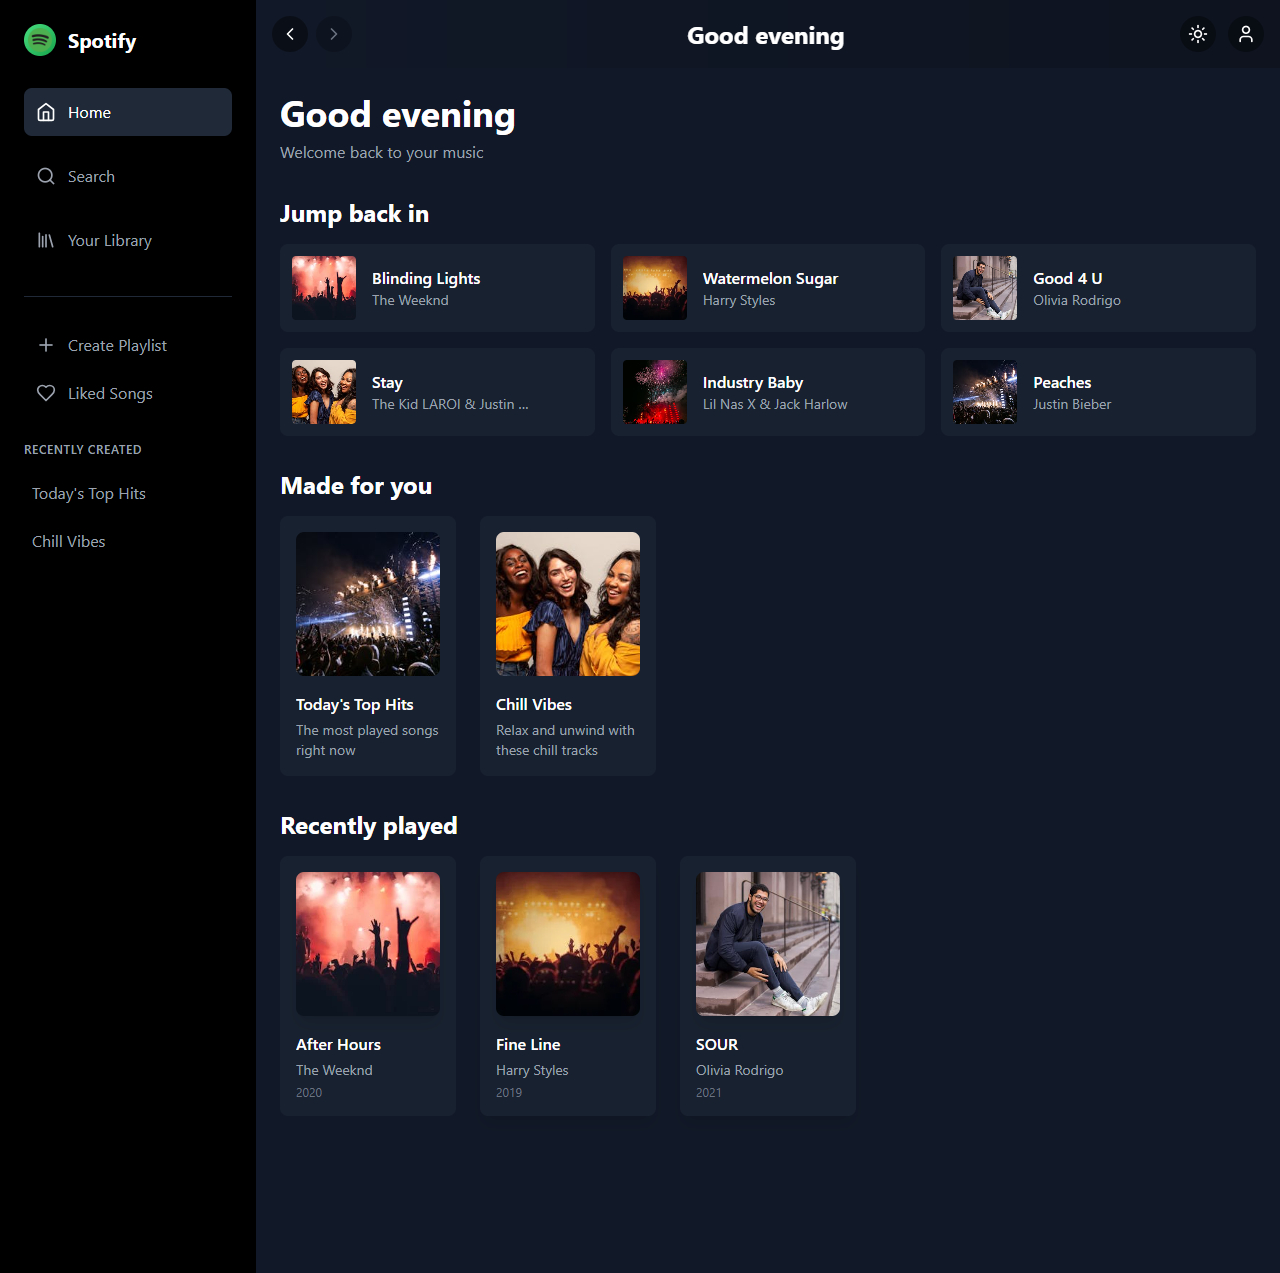 Spotify
Home
Search
Your Library
Create Playlist
Liked Songs
RECENTLY CREATED
Today's Top Hits
Chill Vibes
Good evening
Good evening
Welcome back to your music
Jump back in
Blinding Lights
The Weeknd
Watermelon Sugar
Harry Styles
Good 4 U
Olivia Rodrigo
Stay
The Kid LAROI & Justin ...
Industry Baby
Lil Nas X & Jack Harlow
Peaches
Justin Bieber
Made for you
Today's Top Hits
The most played songs
right now
Chill Vibes
Relax and unwind with
these chill tracks
Recently played
After Hours
The Weeknd
2020
Fine Line
Harry Styles
2019
SOUR
Olivia Rodrigo
2021